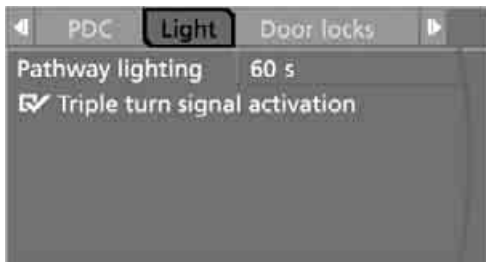 PDC Light Door locks
Pathway lighting 60 s
Triple turn signal activation